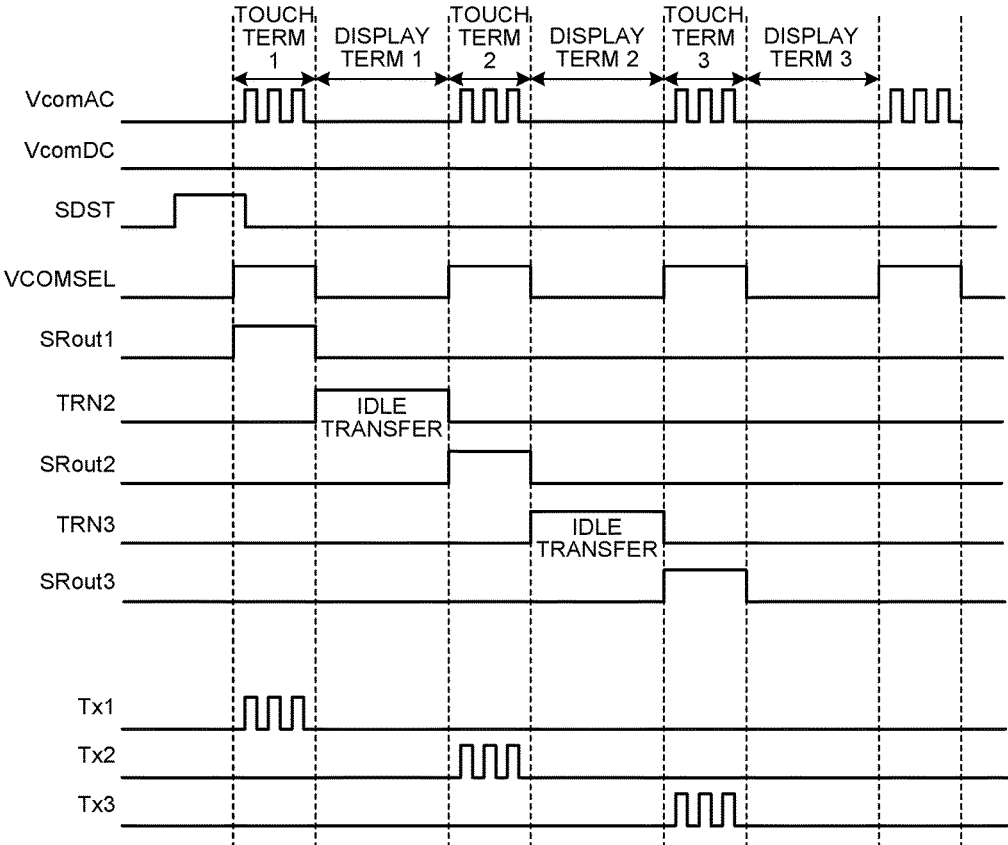 TOUCH
TERM
1
DISPLAY
TERM 1
TOUCH
TERM
2
DISPLAY
TERM 2
TOUCH
TERM
3
DISPLAY
TERM 3
VcomAC
VcomDC
SDST
VCOMSEL
SRout1
TRN2
IDLE
TRANSFER
SRout2
TRN3
IDLE
TRANSFER
SRout3
Tx1
Tx2
Tx3